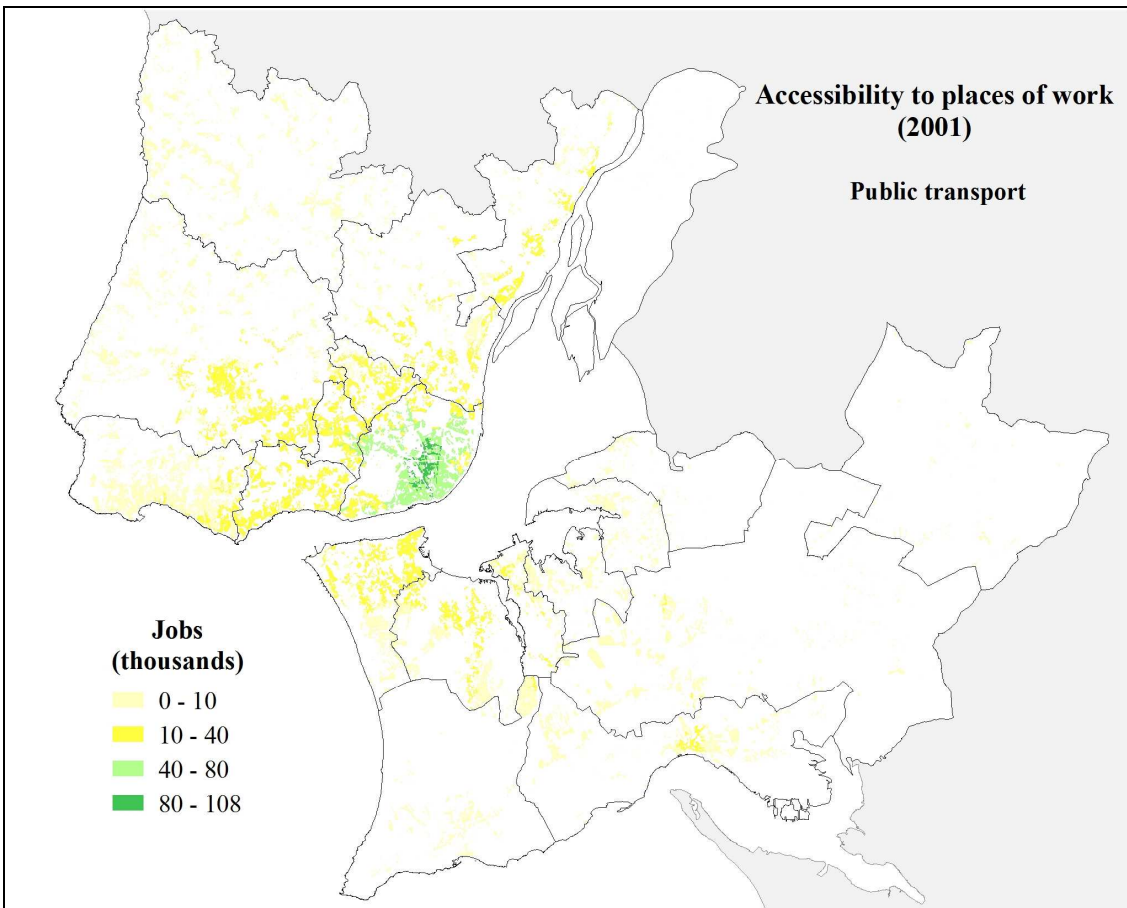 Accessibility to places of work
(2001)
Public transport
Jobs
(thousands)
0 - 10
10 - 40
40 - 80
80 - 108